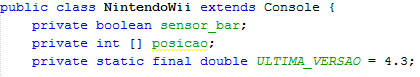 public class NintendoWii extends Console {
private boolean sensor_bar;
private int [] posicao;
private static final double ULTIMA_VERSAO = 4.3;